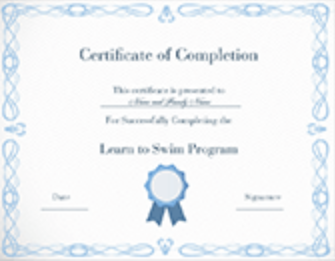 Certificate of Completion
This certificate is presented to
Name and Family Name
For Successfully Completing the
Learn to Swim Program
Date
Signature